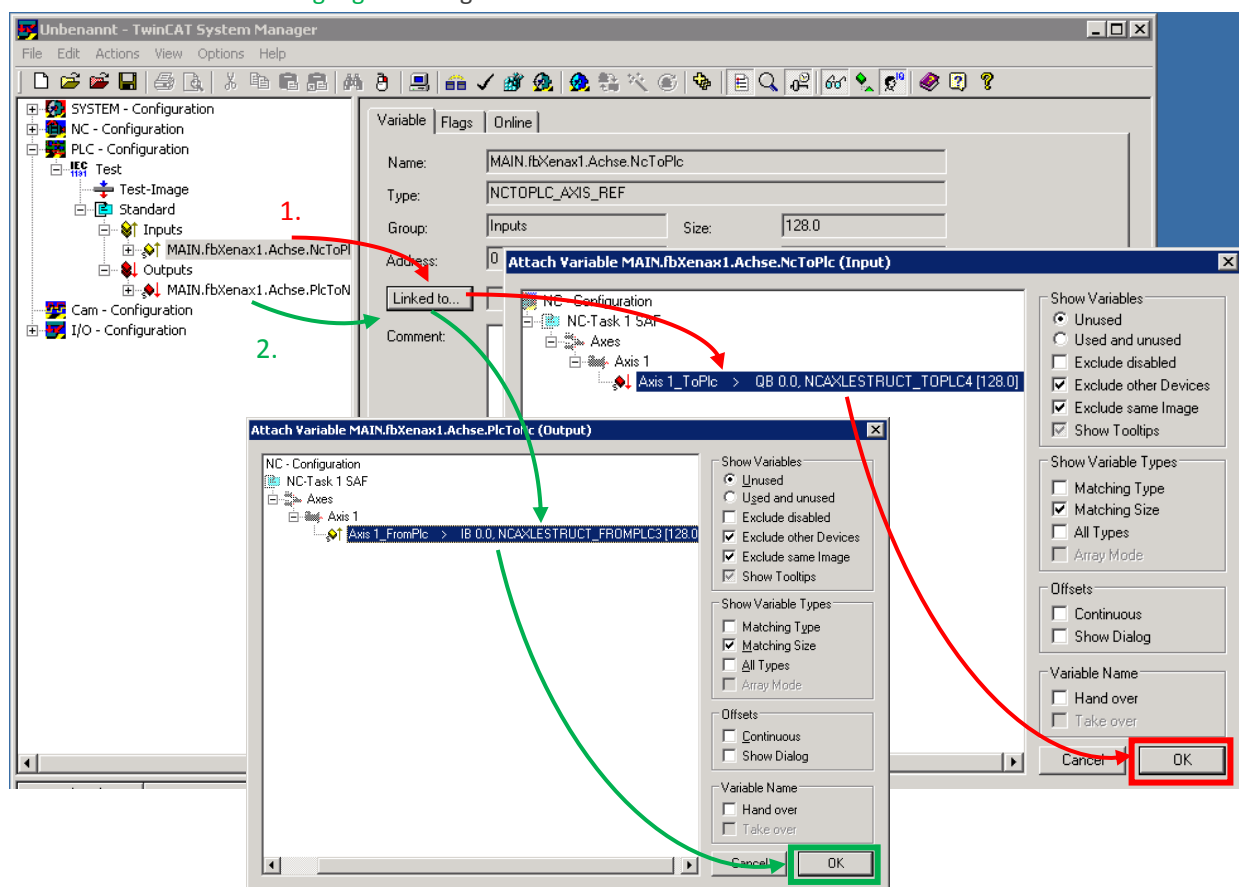 Unbenannt - TwinCAT System Manager
File Edit Actions View Options Help
SYSTEM - Configuration
NC - Configuration
PLC - Configuration
IEC 1131 Test
Test-Image
Standard
Inputs
MAIN.fbXenax1.Achse.NcToPl
Outputs
MAIN.fbXenax1.Achse.PlcToN
Cam - Configuration
I/O - Configuration
1.
2.
Variable Flags Online
Name: MAIN.fbXenax1.Achse.NcToPlc
Type: NCTOPLC_AXIS_REF
Group: Inputs Size: 128.0
Address: 0
Linked to...
Comment:
Attach Variable MAIN.fbXenax1.Achse.NcToPlc (Input)
NC - Configuration
NC-Task 1 SAF
Axes
Axis 1
Axis 1_ToPlc > QB 0.0, NCAXLESTRUCT_TOPLC4 [128.0]
Show Variables
Unused
Used and unused
Exclude disabled
Exclude other Devices
Exclude same Image
Show Tooltips
Show Variable Types
Matching Type
Matching Size
All Types
Array Mode
Offsets
Continuous
Show Dialog
Variable Name
Hand over
Take over
Cancel OK
Attach Variable MAIN.fbXenax1.Achse.PlcToNc (Output)
NC - Configuration
NC-Task 1 SAF
Axes
Axis 1
Axis 1_FromPlc > IB 0.0, NCAXLESTRUCT_FROMPLC3 [128.0
Show Variables
Unused
Used and unused
Exclude disabled
Exclude other Devices
Exclude same Image
Show Tooltips
Show Variable Types
Matching Type
Matching Size
All Types
Array Mode
Offsets
Continuous
Show Dialog
Variable Name
Hand over
Take over
Cancel OK